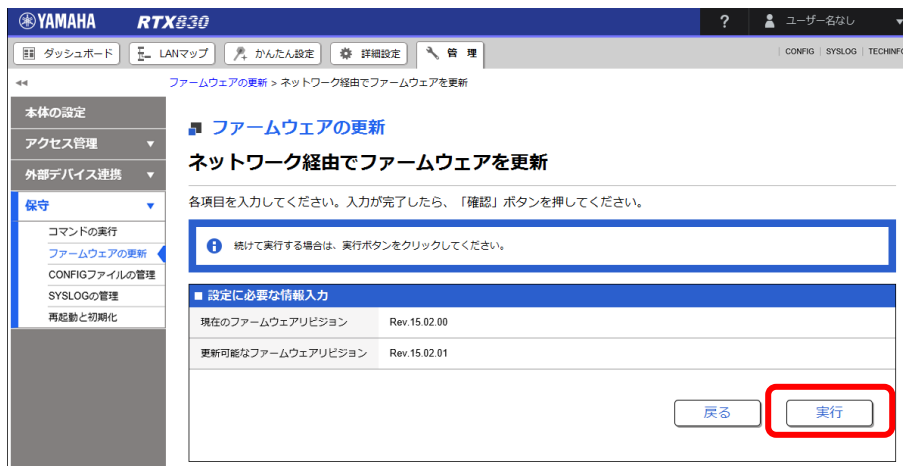 YAMAHA RTX830 ? ユーザー名なし
ダッシュボード LANマップ かんたん設定 詳細設定 管理 CONFIG SYSLOG TECHINFO
ファームウェアの更新 > ネットワーク経由でファームウェアを更新
本体の設定
アクセス管理
外部デバイス連携
保守
コマンドの実行
ファームウェアの更新
CONFIGファイルの管理
SYSLOGの管理
再起動と初期化
ファームウェアの更新
ネットワーク経由でファームウェアを更新
各項目を入力してください。入力が完了したら、「確認」ボタンを押してください。
続けて実行する場合は、実行ボタンをクリックしてください。
設定に必要な情報入力
現在のファームウェアリビジョン Rev.15.02.00
更新可能なファームウェアリビジョン Rev.15.02.01
戻る 実行